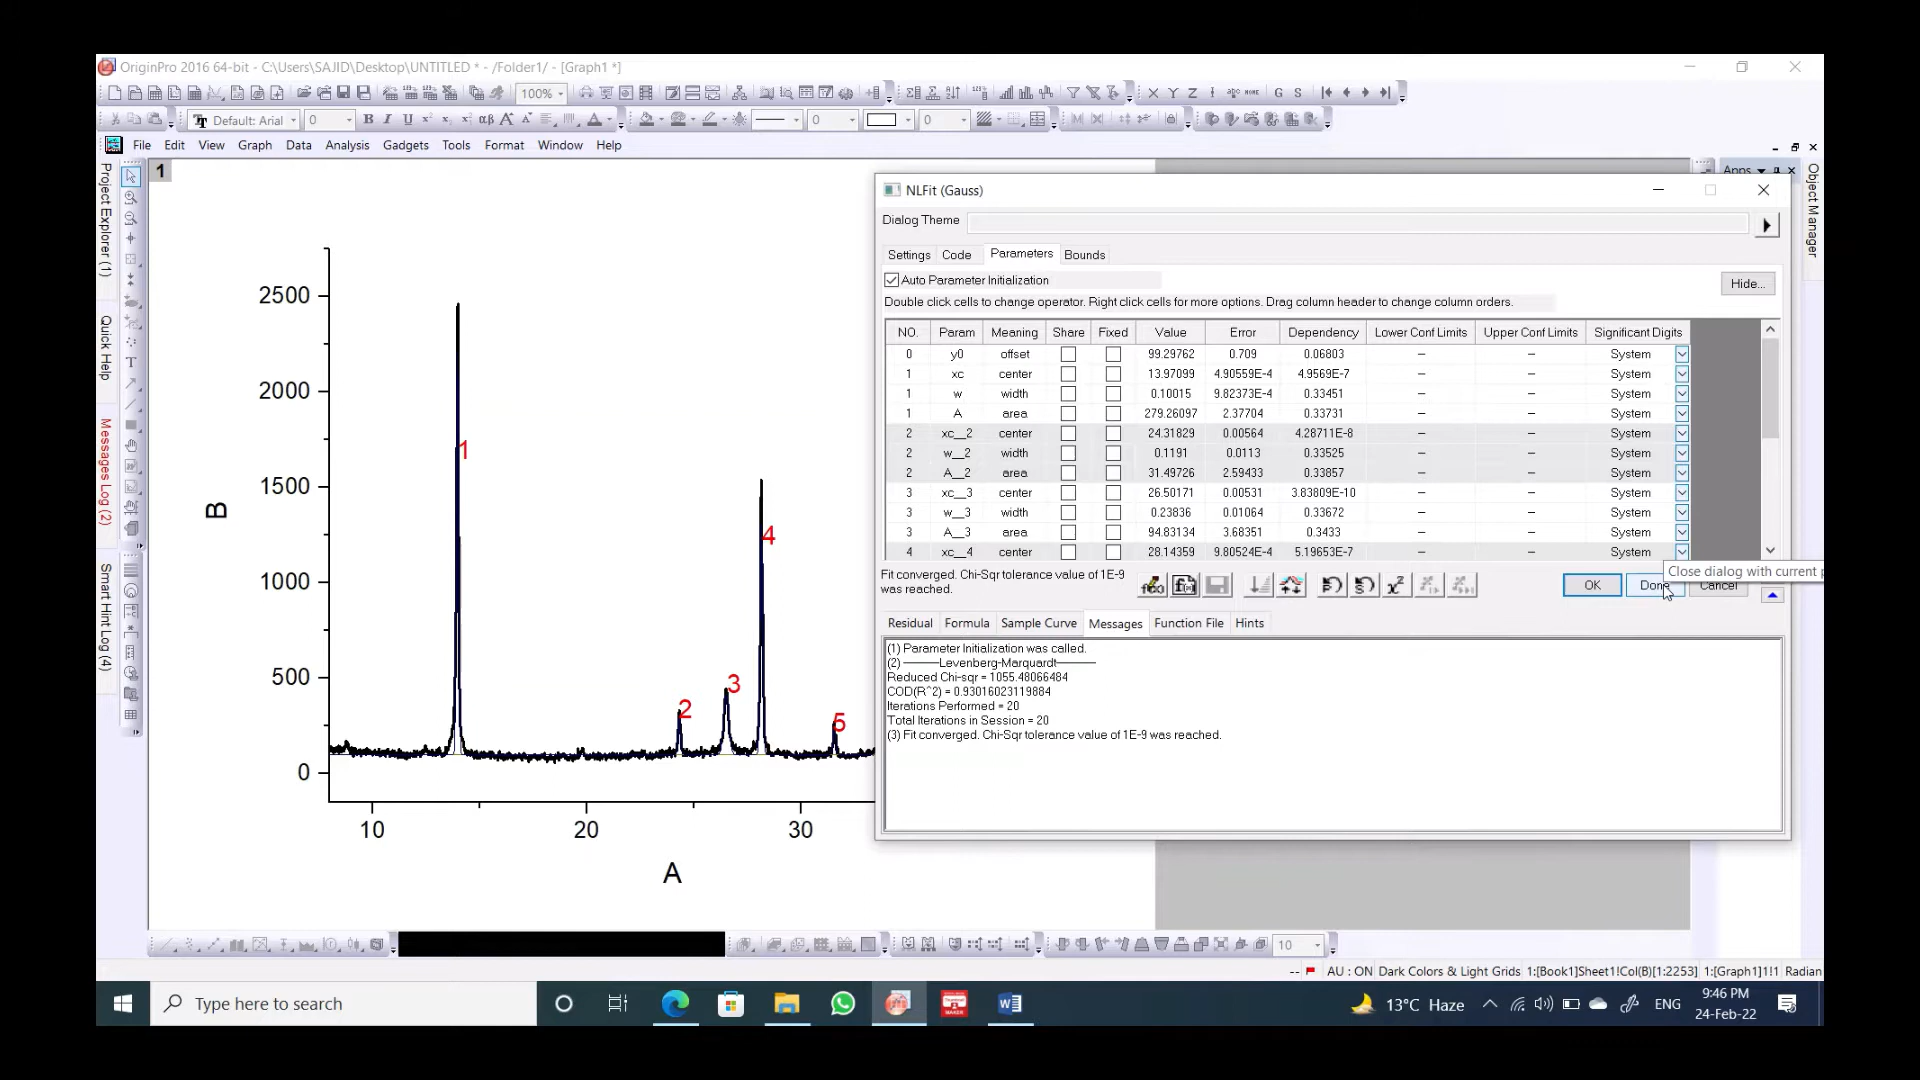 OriginPro 2016 64-bit - C:\Users\SAJID\Desktop\UNTITLED * - /Folder1/ - [Graph1 *]
100%
X Y Z
G S
Default: Arial 0 B I U αβ A A 0 0
File Edit View Graph Data Analysis Gadgets Tools Format Window Help
Project Explorer (1)
Quick Help
Messages Log (2)
Smart Hint Log (4)
1
2500
2000
1500
1000
500
0
10 20 30
A
B
1
2
3
4
5
Apps
Object Manager
NLFit (Gauss)
Dialog Theme
Settings Code Parameters Bounds
Auto Parameter Initialization
Hide...
Double click cells to change operator. Right click cells for more options. Drag column header to change column orders.
NO. Param Meaning Share Fixed Value Error Dependency Lower Conf Limits Upper Conf Limits Significant Digits
0 y0 offset 99.29762 0.709 0.06803 – – System
1 xc center 13.97099 4.90559E-4 4.9569E-7 – – System
1 w width 0.10015 9.82373E-4 0.33451 – – System
1 A area 279.26097 2.37704 0.33731 – – System
2 xc__2 center 24.31829 0.00564 4.28711E-8 – – System
2 w__2 width 0.1191 0.0113 0.33525 – – System
2 A__2 area 31.49726 2.59433 0.33857 – – System
3 xc__3 center 26.50171 0.00531 3.83809E-10 – – System
3 w__3 width 0.23836 0.01064 0.33672 – – System
3 A__3 area 94.83134 3.68351 0.3433 – – System
4 xc__4 center 28.14359 9.80524E-4 5.19653E-7 – – System
Close dialog with current p
Fit converged. Chi-Sqr tolerance value of 1E-9
was reached.
OK Done Cancel
Residual Formula Sample Curve Messages Function File Hints
(1) Parameter Initialization was called.
(2) ———Levenberg-Marquardt———
Reduced Chi-sqr = 1055.48066484
COD(R^2) = 0.93016023119884
Iterations Performed = 20
Total Iterations in Session = 20
(3) Fit converged. Chi-Sqr tolerance value of 1E-9 was reached.
10
-- AU : ON Dark Colors & Light Grids 1:[Book1]Sheet1!Col(B)[1:2253] 1:[Graph1]1!1 Radian
Type here to search
13°C Haze
ENG
9:46 PM
24-Feb-22